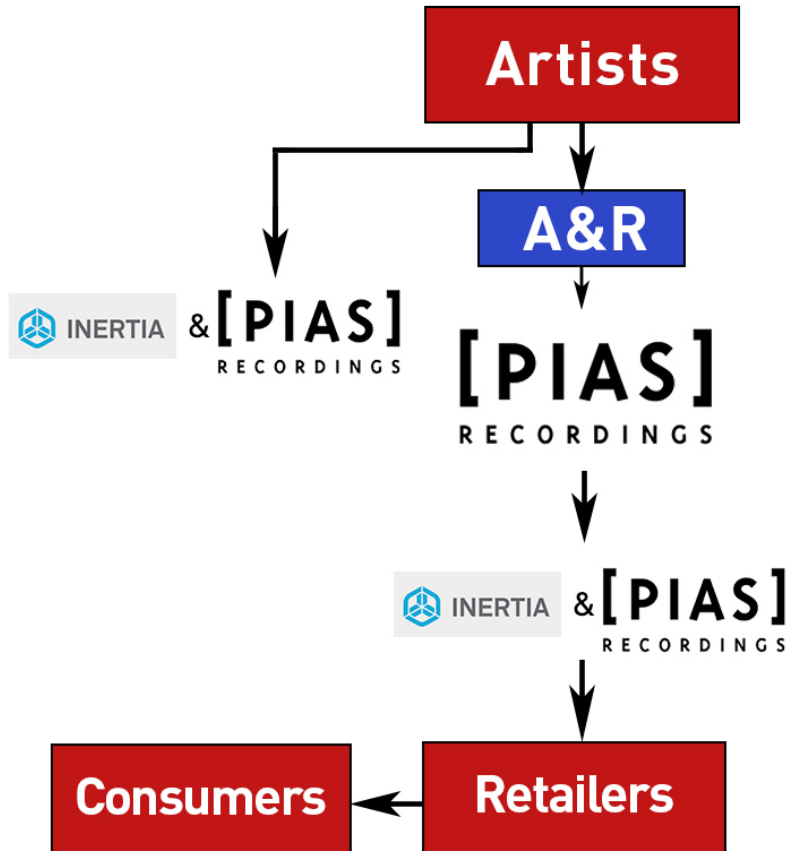 Artists
A&R
INERTIA & [PIAS]
RECORDINGS
[PIAS]
RECORDINGS
INERTIA & [PIAS]
RECORDINGS
Consumers
Retailers